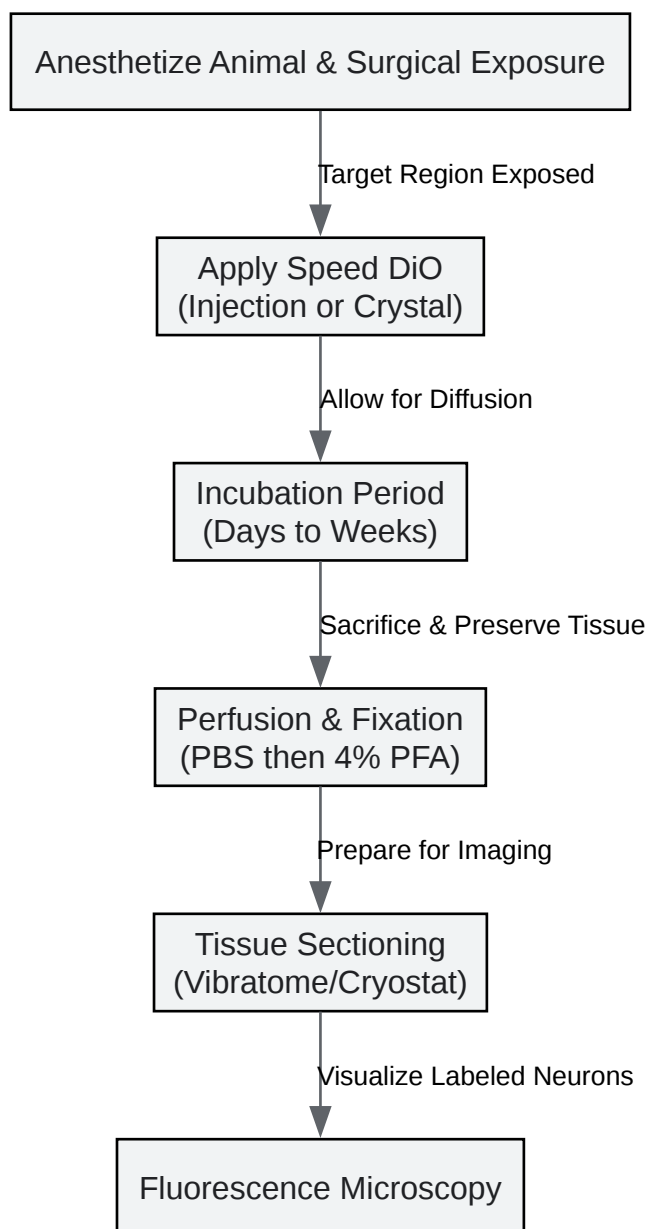 Anesthetize Animal & Surgical Exposure
Target Region Exposed
Apply Speed DiO
(Injection or Crystal)
Allow for Diffusion
Incubation Period
(Days to Weeks)
Sacrifice & Preserve Tissue
Perfusion & Fixation
(PBS then 4% PFA)
Prepare for Imaging
Tissue Sectioning
(Vibratome/Cryostat)
Visualize Labeled Neurons
Fluorescence Microscopy